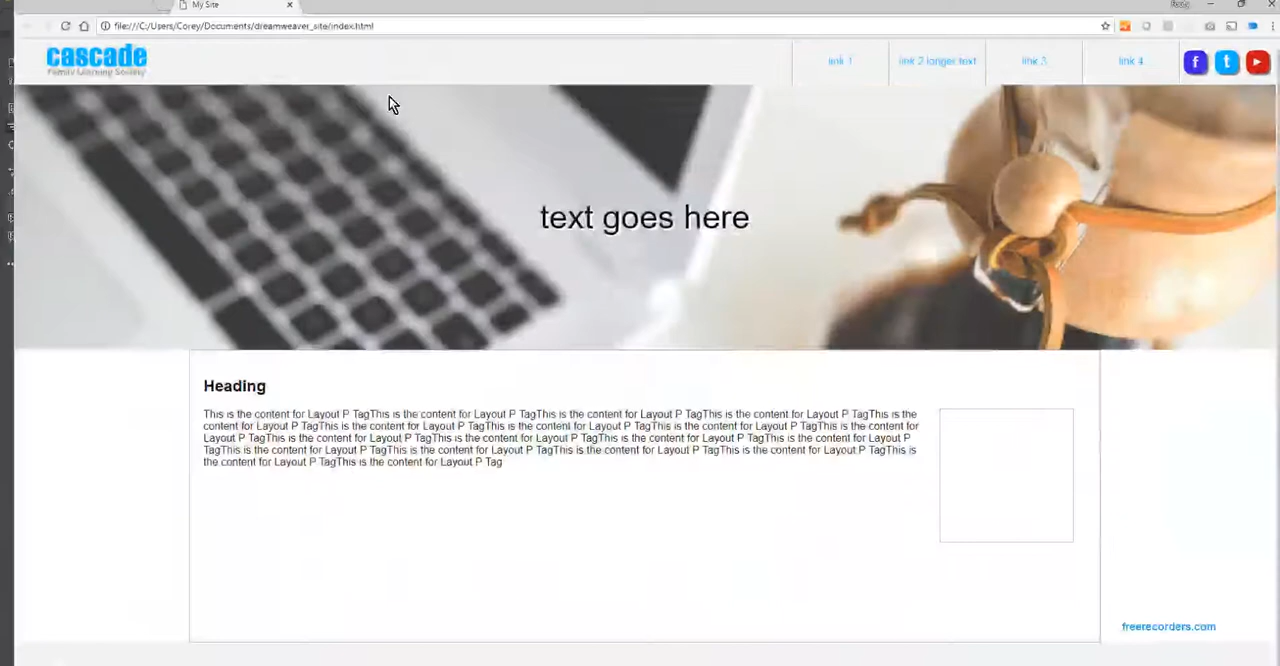 My Site
file:///C:/Users/Corey/Documents/dreamweaver_site/index.html
cascade
Family Learning Society
link 1
link 2 longer text
link 3
link 4
text goes here
Heading
This is the content for Layout P TagThis is the content for Layout P TagThis is the content for Layout P TagThis is the content for Layout P TagThis is the
content for Layout P TagThis is the content for Layout P TagThis is the content for Layout P TagThis is the content for Layout P TagThis is the content for
Layout P TagThis is the content for Layout P TagThis is the content for Layout P TagThis is the content for Layout P TagThis is the content for Layout P
TagThis is the content for Layout P TagThis is the content for Layout P TagThis is the content for Layout P TagThis is the content for Layout P TagThis is
the content for Layout P TagThis is the content for Layout P Tag
freerecorders.com